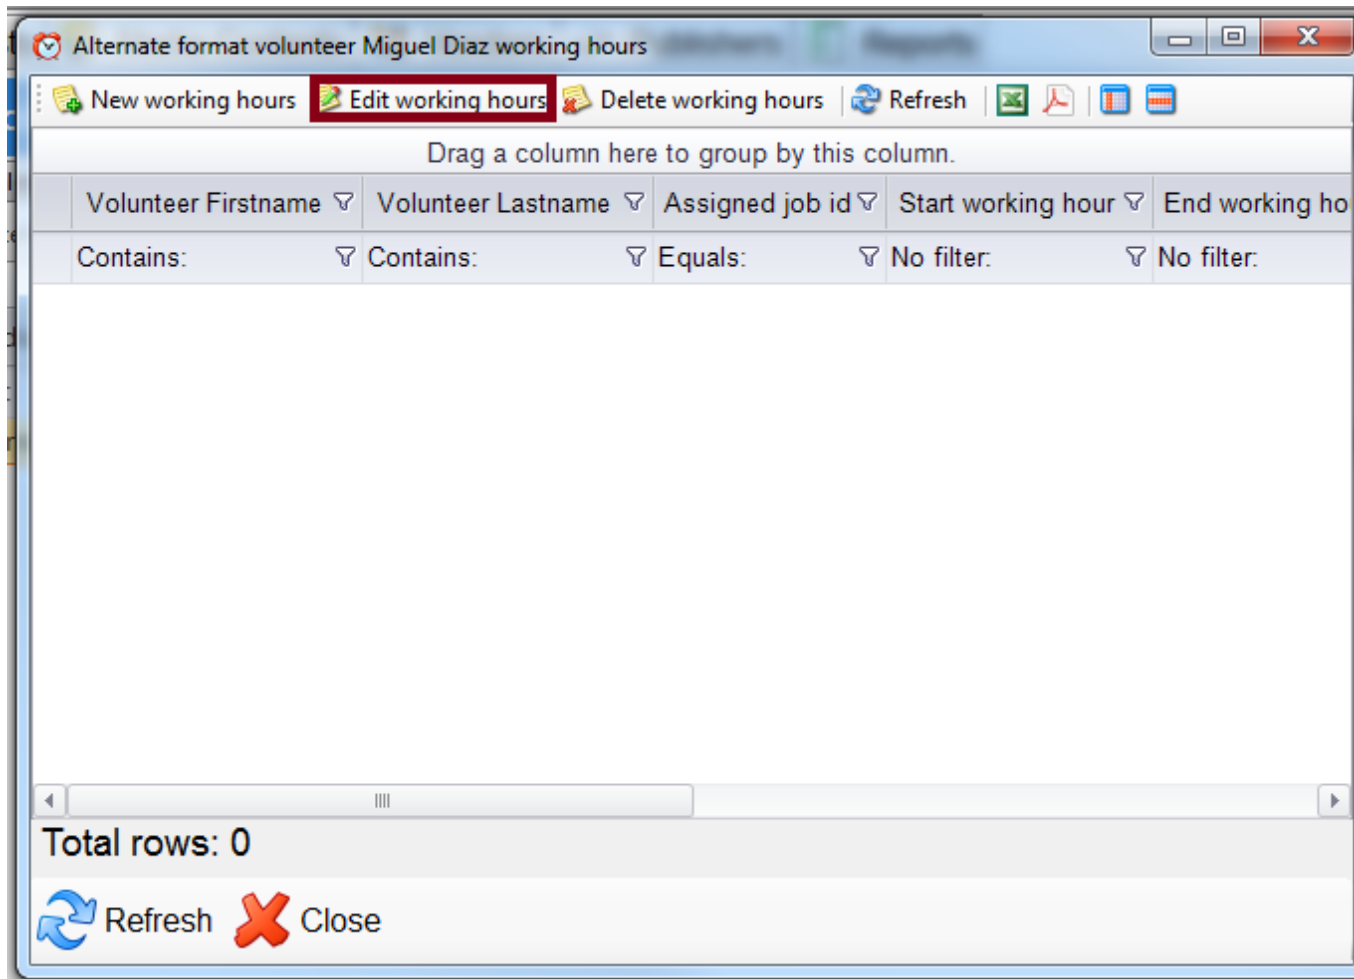 Alternate format volunteer Miguel Diaz working hours
New working hours Edit working hours Delete working hours Refresh
Drag a column here to group by this column.
Volunteer Firstname Volunteer Lastname Assigned job id Start working hour End working ho
Contains: Contains: Equals: No filter: No filter:
Total rows: 0
Refresh Close